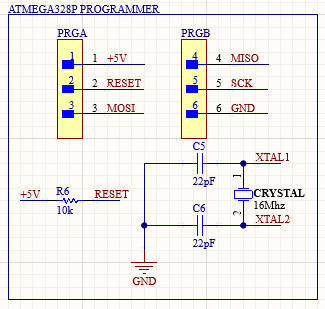 ATMEGA328P PROGRAMMER
PRGA
1 1 +5V
2 2 RESET
3 3 MOSI
PRGB
4 4 MISO
5 5 SCK
6 6 GND
C5
22pF
XTAL1
1
CRYSTAL
16Mhz
2
XTAL2
C6
22pF
+5V
R6
10k
RESET
GND